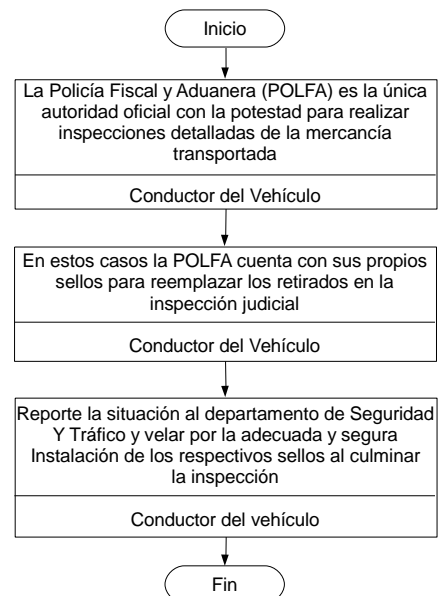 Inicio
La Policía Fiscal y Aduanera (POLFA) es la única
autoridad oficial con la potestad para realizar
inspecciones detalladas de la mercancía
transportada
Conductor del Vehículo
En estos casos la POLFA cuenta con sus propios
sellos para reemplazar los retirados en la
inspección judicial
Conductor del Vehículo
Reporte la situación al departamento de Seguridad
Y Tráfico y velar por la adecuada y segura
Instalación de los respectivos sellos al culminar
la inspección
Conductor del vehículo
Fin